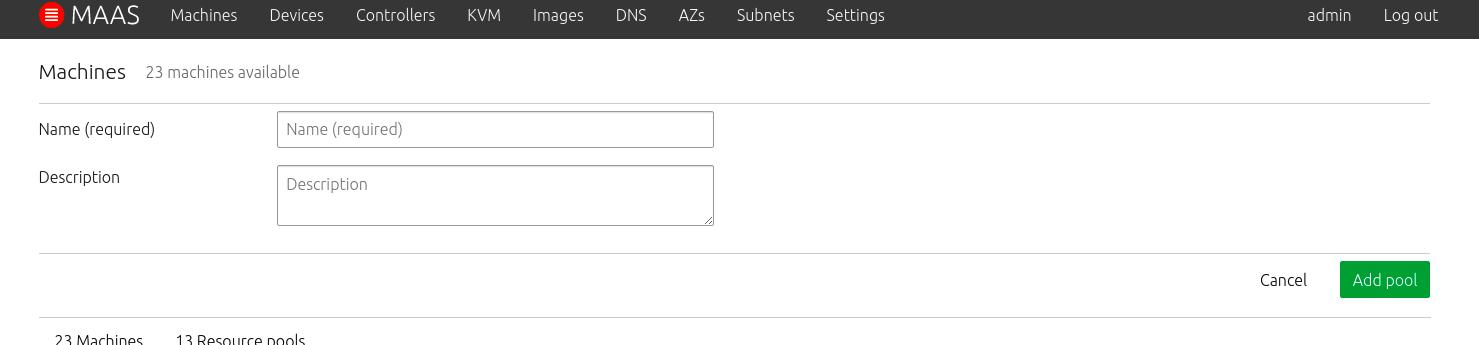 MAAS Machines Devices Controllers KVM Images DNS AZs Subnets Settings admin Log out
Machines 23 machines available
Name (required) Name (required)
Description Description
Cancel Add pool
23 Machines 13 Resource pools